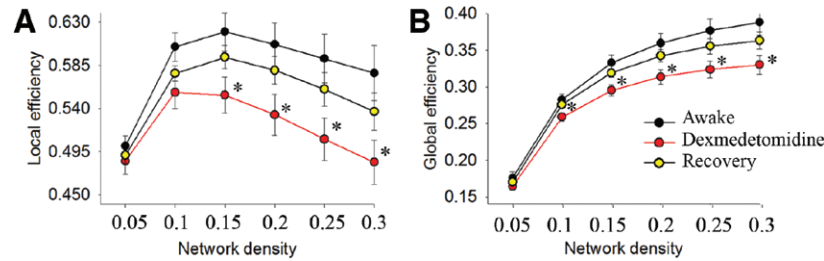 A
Local efficiency
0.630
0.585
0.540
0.495
0.450
*
*
*
*
0.05 0.1 0.15 0.2 0.25 0.3
Network density
B
Global efficiency
0.40
0.35
0.30
0.25
0.20
0.15
*
*
*
*
*
Awake
Dexmedetomidine
Recovery
0.05 0.1 0.15 0.2 0.25 0.3
Network density